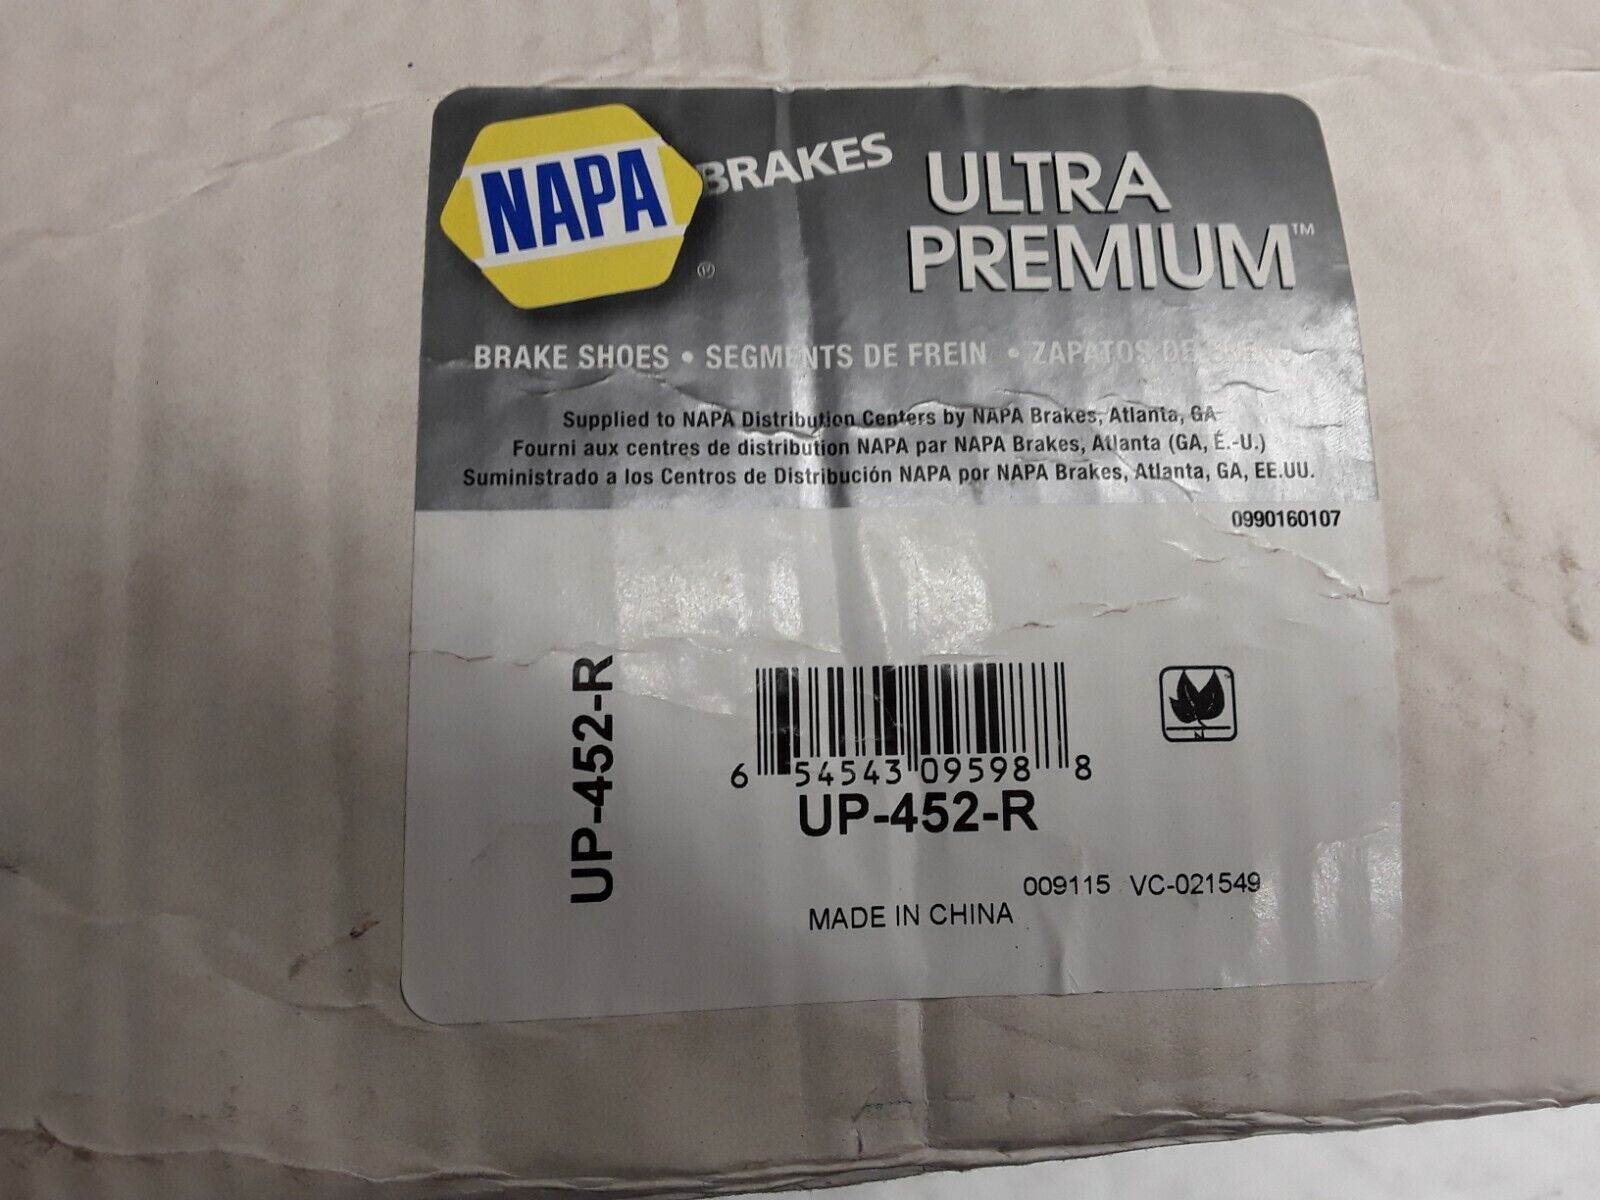 NAPA BRAKES
®
ULTRA
PREMIUM™
BRAKE SHOES • SEGMENTS DE FREIN • ZAPATOS DE
Supplied to NAPA Distribution Centers by NAPA Brakes, Atlanta, GA
Fourni aux centres de distribution NAPA par NAPA Brakes, Atlanta (GA, É.-U.)
Suministrado a los Centros de Distribución NAPA por NAPA Brakes, Atlanta, GA, EE.UU.
0990160107
UP-452-R
6 54543 09598 8
UP-452-R
N
009115 VC-021549
MADE IN CHINA